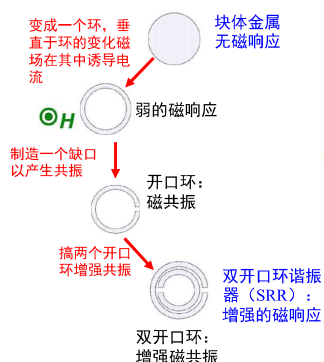 变成一个环，垂
直于环的变化磁
场在其中诱导电
流
块体金属
无磁响应
H
弱的磁响应
制造一个缺口
以产生共振
开口环：
磁共振
搞两个开口
环增强共振
双开口环谐振
器（SRR）：
增强的磁响应
双开口环：
增强磁共振